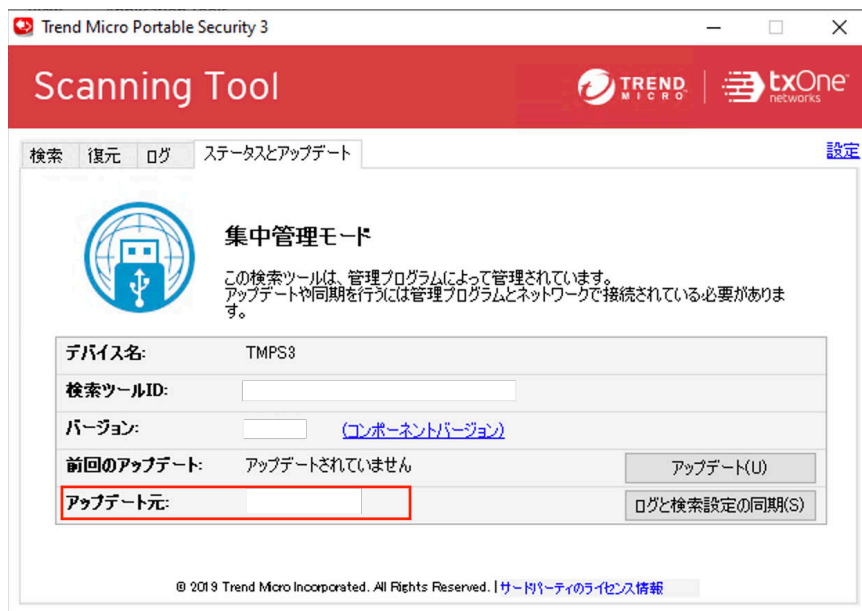 Trend Micro Portable Security 3
Scanning Tool
TREND MICRO
txOne networks
検索 復元 ログ ステータスとアップデート 設定
集中管理モード
この検索ツールは、管理プログラムによって管理されています。
アップデートや同期を行うには管理プログラムとネットワークで接続されている必要がありま
す。
デバイス名: TMPS3
検索ツールID:
バージョン: (コンポーネントバージョン)
前回のアップデート: アップデートされていません アップデート(U)
アップデート元: ログと検索設定の同期(S)
© 2019 Trend Micro Incorporated. All Rights Reserved. | サードパーティのライセンス情報